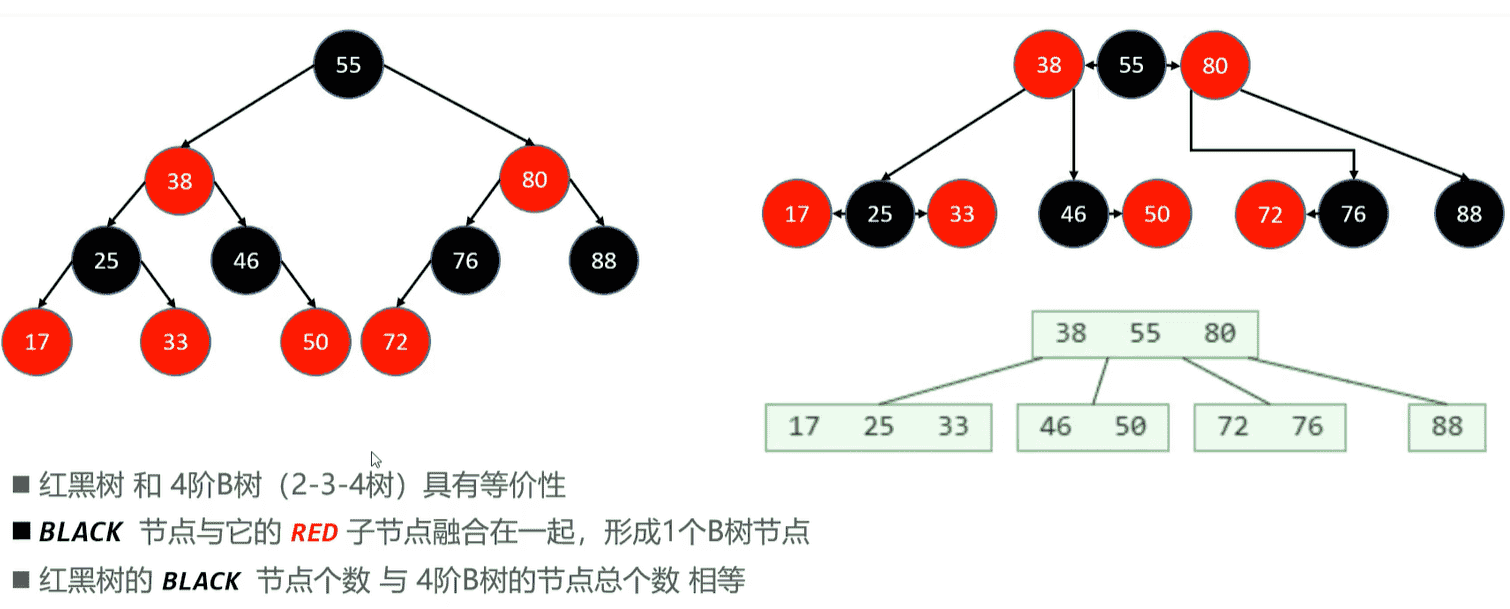 55
38 80
25 46 76 88
17 33 50 72
38 55 80
17 25 33 46 50 72 76 88
38 55 80
17 25 33 46 50 72 76 88
红黑树 和 4阶B树（2-3-4树）具有等价性
BLACK 节点与它的 RED 子节点融合在一起，形成1个B树节点
红黑树的 BLACK 节点个数 与 4阶B树的节点总个数 相等